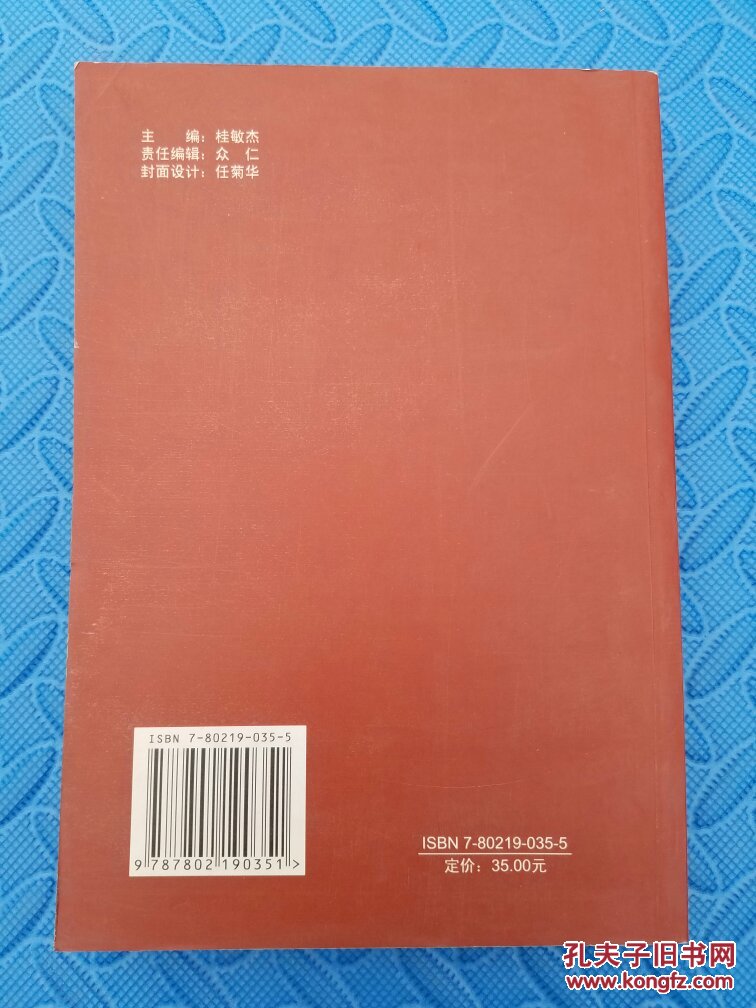 主　　编：桂敏杰
责任编辑：众　仁
封面设计：任菊华
ISBN 7-80219-035-5
9 787802 190351 >
ISBN 7-80219-035-5
定价：35.00元
孔夫子旧书网
www.kongfz.com